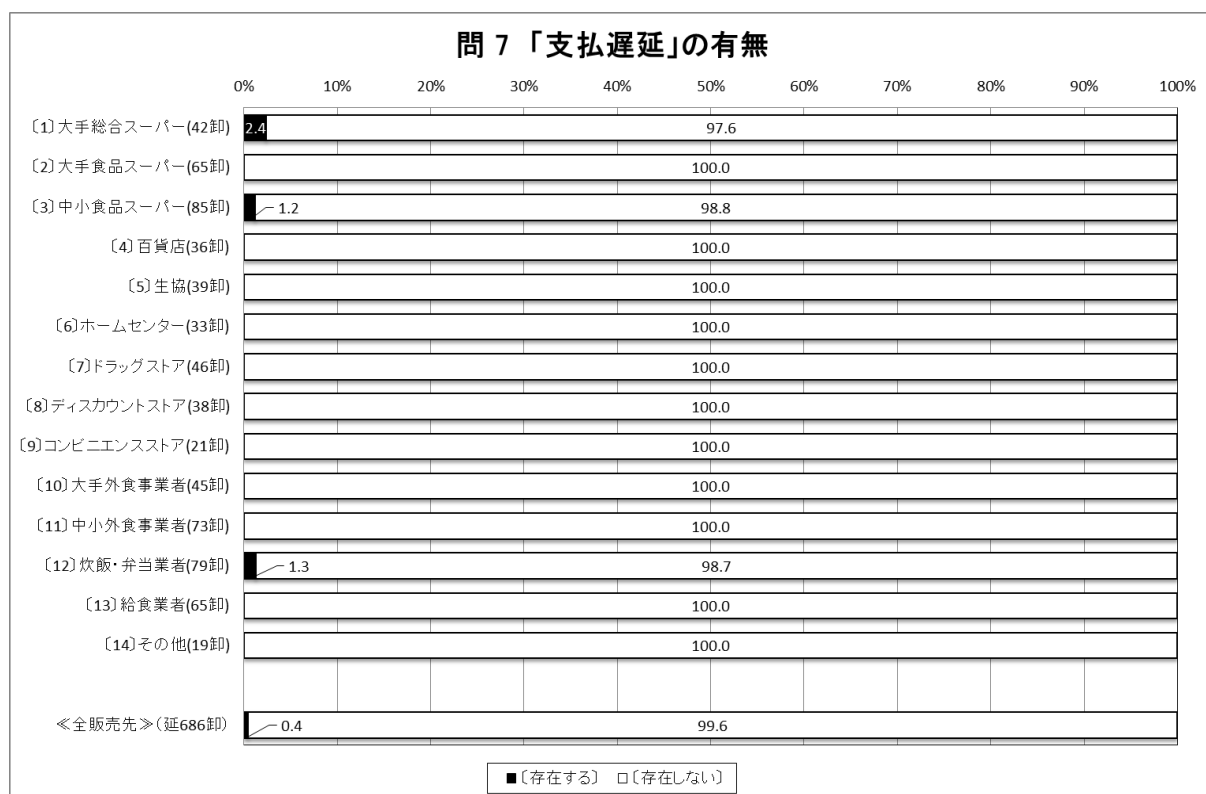 問 7 「支払遅延」の有無
0% 10% 20% 30% 40% 50% 60% 70% 80% 90% 100%
〔1〕大手総合スーパー(42卸) 2.4 97.6
〔2〕大手食品スーパー(65卸) 100.0
〔3〕中小食品スーパー(85卸) 1.2 98.8
〔4〕百貨店(36卸) 100.0
〔5〕生協(39卸) 100.0
〔6〕ホームセンター(33卸) 100.0
〔7〕ドラッグストア(46卸) 100.0
〔8〕ディスカウントストア(38卸) 100.0
〔9〕コンビニエンスストア(21卸) 100.0
〔10〕大手外食事業者(45卸) 100.0
〔11〕中小外食事業者(73卸) 100.0
〔12〕炊飯・弁当業者(79卸) 1.3 98.7
〔13〕給食業者(65卸) 100.0
〔14〕その他(19卸) 100.0
≪全販売先≫(延686卸) 0.4 99.6
■〔存在する〕 □〔存在しない〕